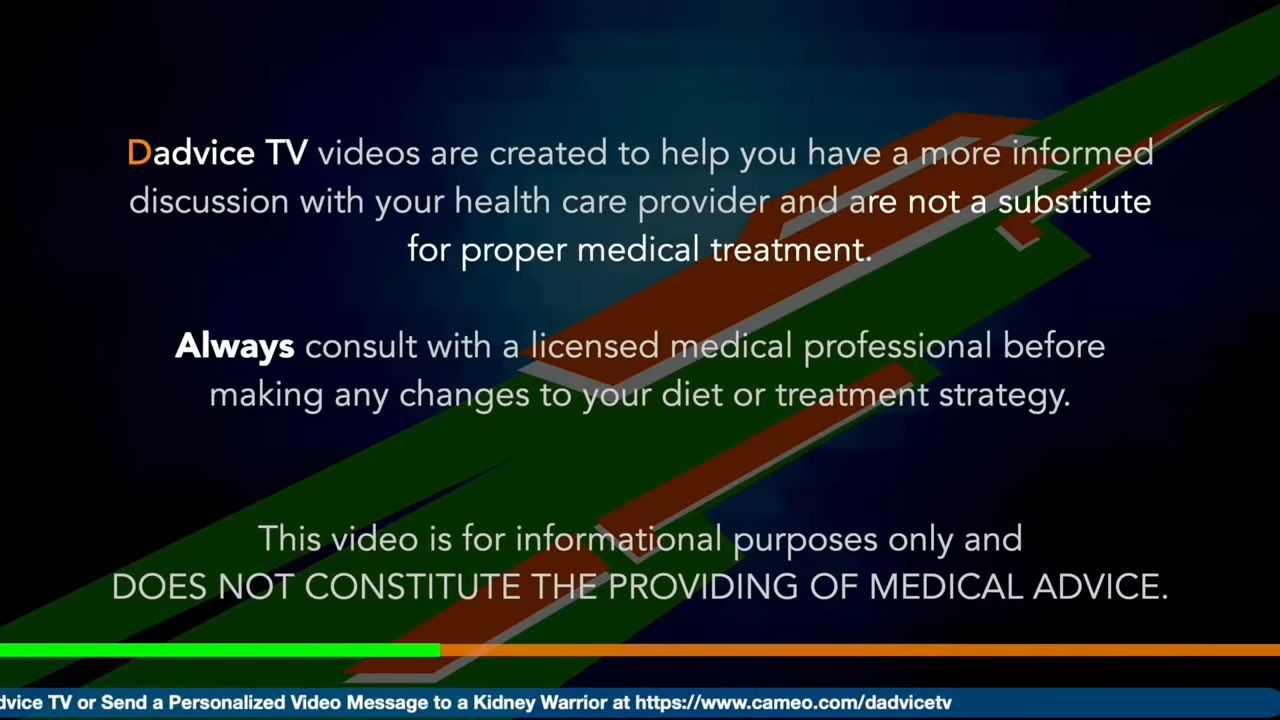 Dadvice TV videos are created to help you have a more informed
discussion with your health care provider and are not a substitute
for proper medical treatment.
Always consult with a licensed medical professional before
making any changes to your diet or treatment strategy.
This video is for informational purposes only and
DOES NOT CONSTITUTE THE PROVIDING OF MEDICAL ADVICE.
dvice TV or Send a Personalized Video Message to a Kidney Warrior at https://www.cameo.com/dadvicetv